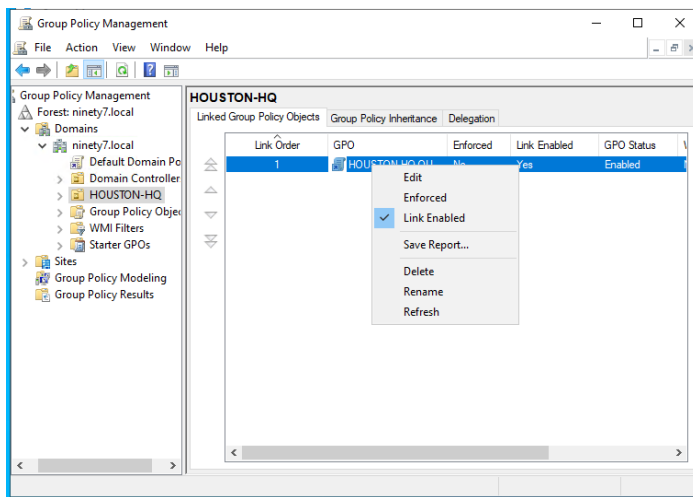 Group Policy Management
File Action View Window Help
Group Policy Management
Forest: ninety7.local
Domains
ninety7.local
Default Domain Po
Domain Controller
HOUSTON-HQ
Group Policy Objec
WMI Filters
Starter GPOs
Sites
Group Policy Modeling
Group Policy Results
HOUSTON-HQ
Linked Group Policy Objects Group Policy Inheritance Delegation
Link Order GPO Enforced Link Enabled GPO Status
1 HOUSTON-HQ OU No Yes Enabled
Edit
Enforced
Link Enabled
Save Report...
Delete
Rename
Refresh